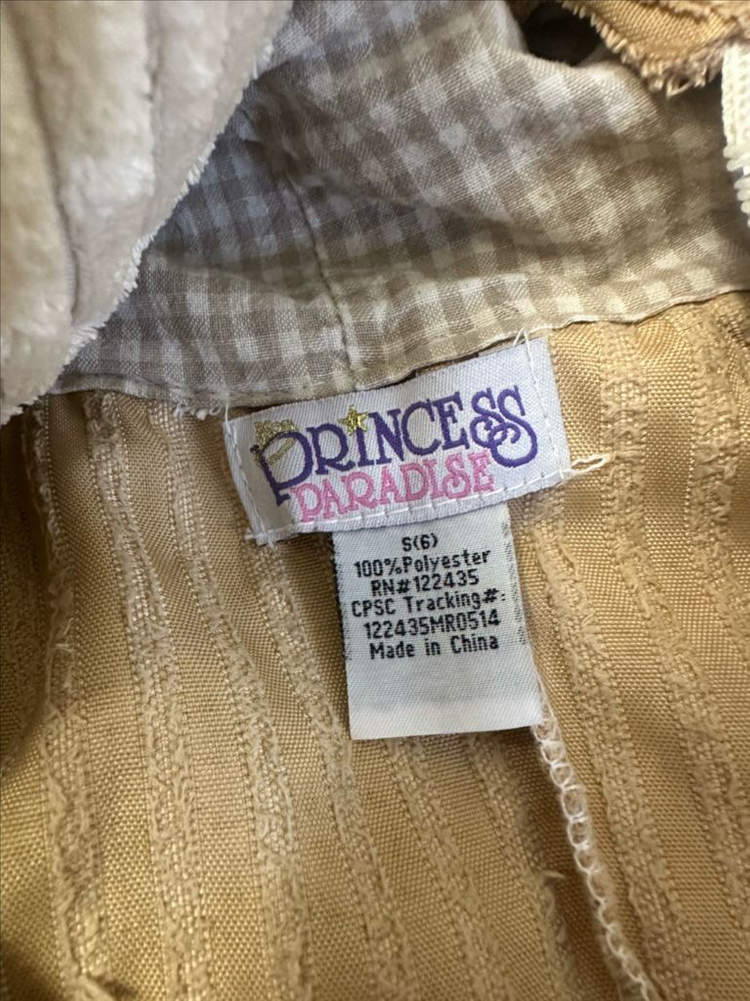 PRINCESS
PARADISE
S(6)
100%Polyester
RN#122435
CPSC Tracking#:
122435MR0514
Made in China